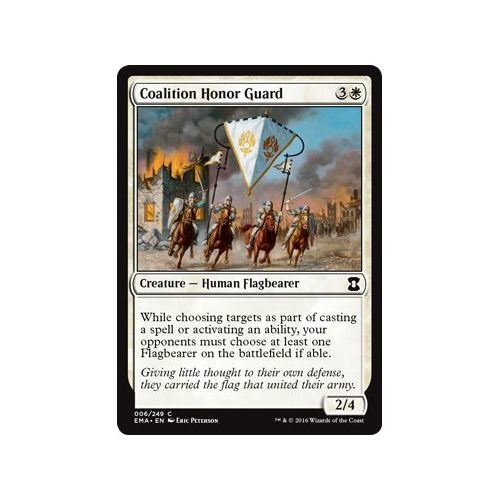 Coalition Honor Guard 3
Creature — Human Flagbearer
While choosing targets as part of casting
a spell or activating an ability, your
opponents must choose at least one
Flagbearer on the battlefield if able.
Giving little thought to their own defense,
they carried the flag that united their army.
2/4
006/249 C
EMA • EN Eric Peterson
™ & © 2016 Wizards of the Coast